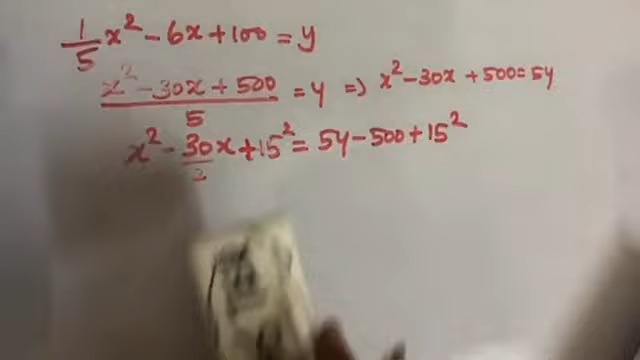 1/5 x² - 6x + 100 = y
x² - 30x + 500 / 5 = y => x² - 30x + 500 = 5y
x² - 30x/2 + 15² = 5y - 500 + 15²